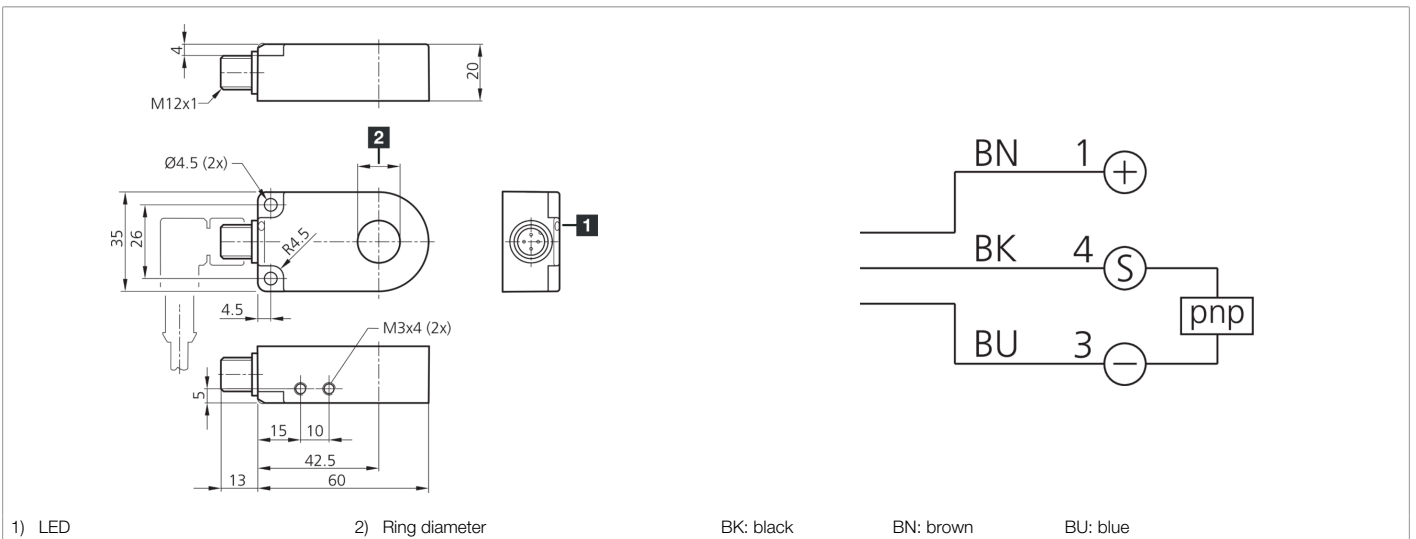 4
20
M12x1
2
Ø4.5 (2x)
1
35
26
R4.5
4.5
M3x4 (2x)
5
15
10
42.5
13
60
BN 1
+
BK 4
S
pnp
BU 3
−
1) LED
2) Ring diameter
BK: black
BN: brown
BU: blue